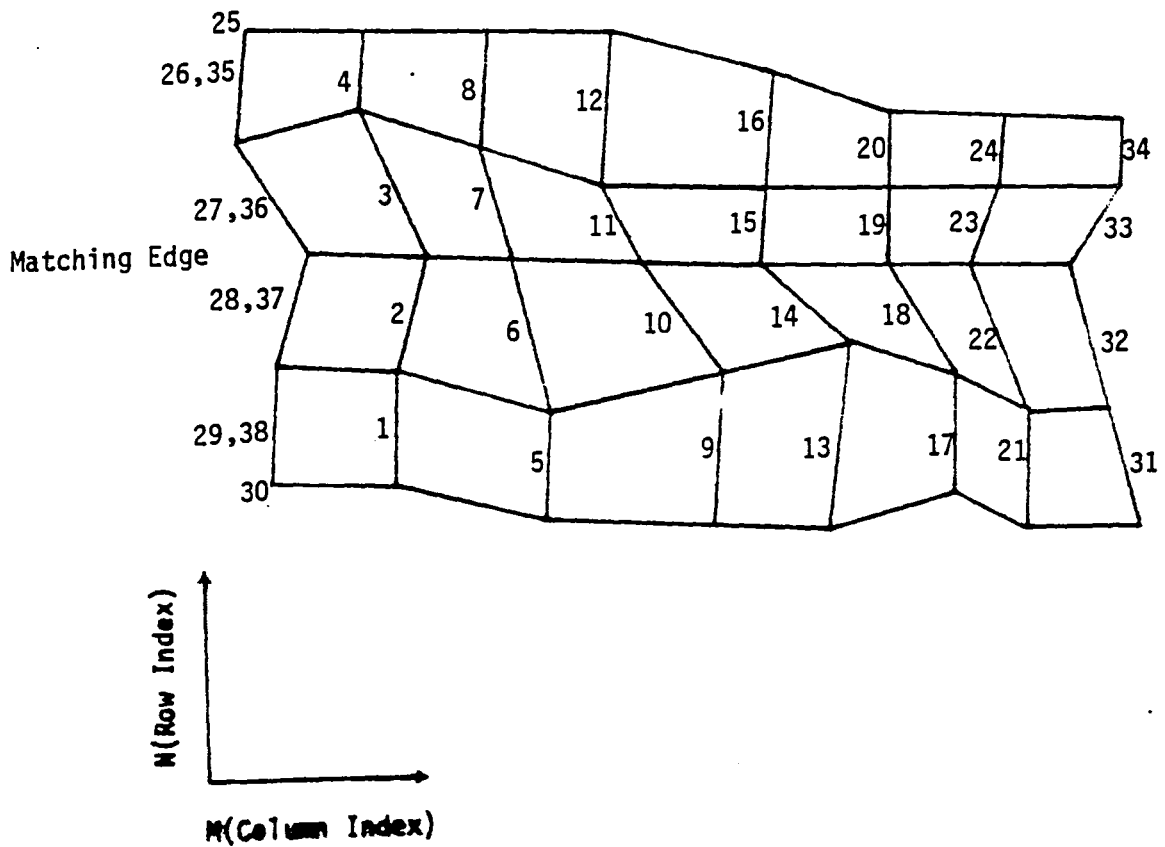 25
26,35 4 8 12 16 20 24 34
27,36 3 7 11 15 19 23 33
Matching Edge
28,37 2 6 10 14 18 22 32
29,38 1 5 9 13 17 21 31
30
N(Row Index)
M(Column Index)